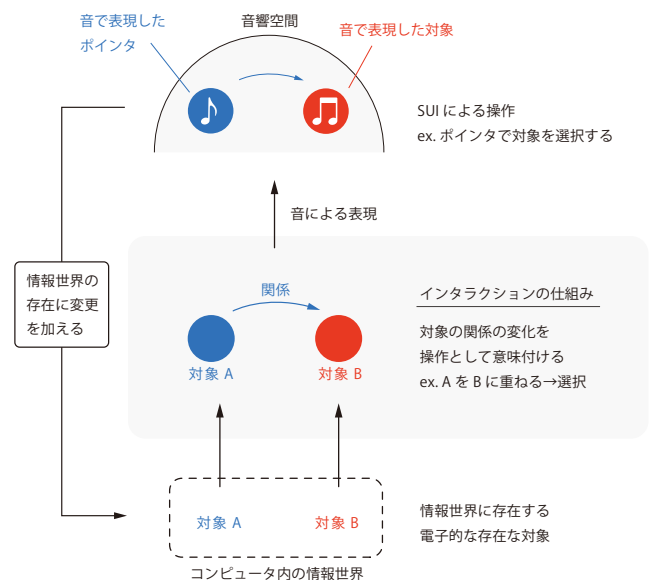 音で表現した
ポインタ
音響空間
音で表現した対象
SUI による操作
ex. ポインタで対象を選択する
音による表現
情報世界の
存在に変更
を加える
関係
対象 A
対象 B
インタラクションの仕組み
対象の関係の変化を
操作として意味付ける
ex. A を B に重ねる→選択
対象 A
対象 B
情報世界に存在する
電子的な存在な対象
コンピュータ内の情報世界